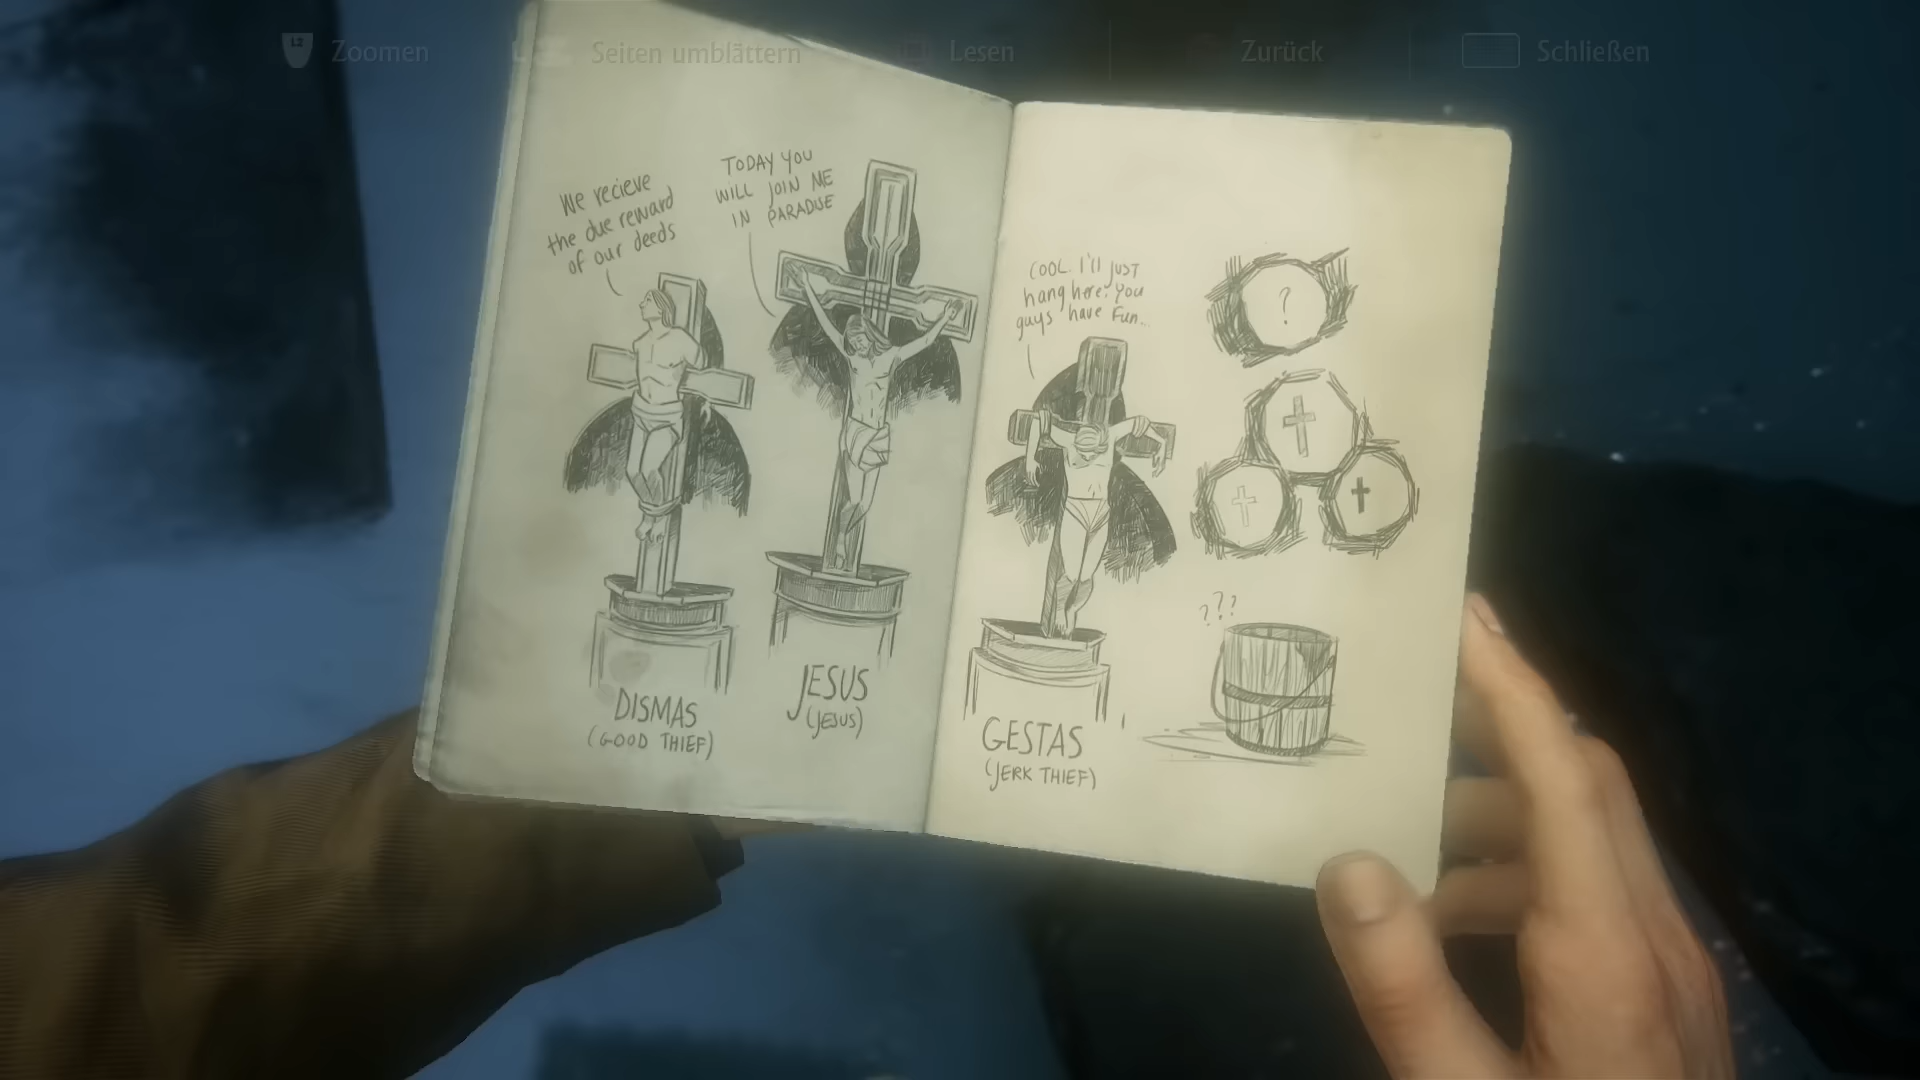 L2 Zoomen
Seiten umblättern
Lesen
Zurück
Schließen
We recieve
the due reward
of our deeds
TODAY YOU
WILL JOIN ME
IN PARADISE
DISMAS
(GOOD THIEF)
JESUS
(JESUS)
COOL. I'll JUST
hang here. You
guys have Fun...
GESTAS
(JERK THIEF)
?
???